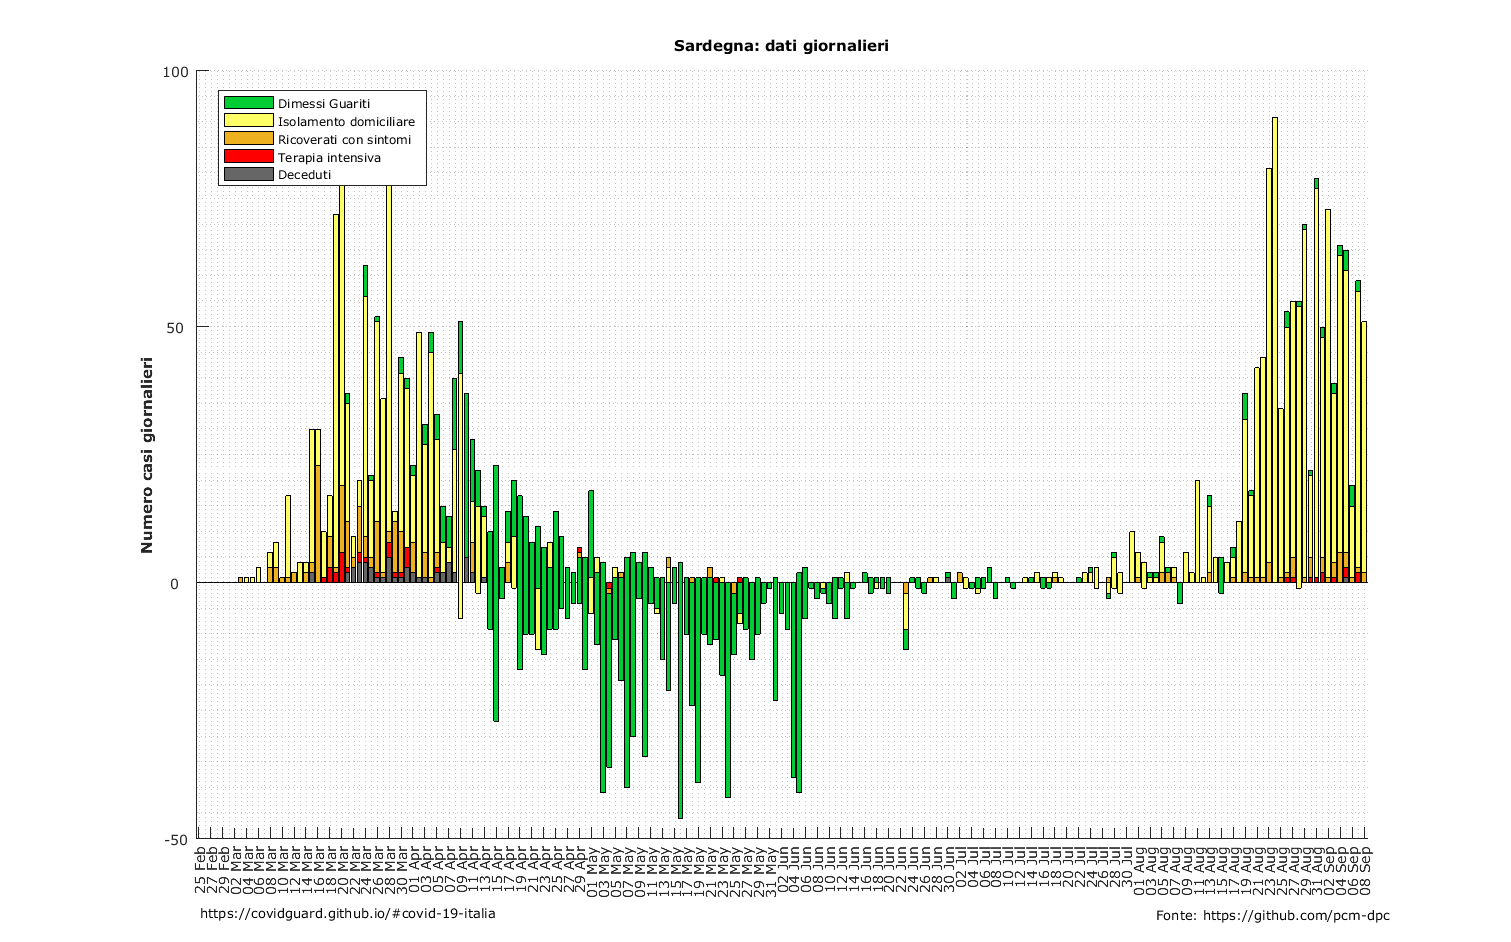 Sardegna: dati giornalieri
100
50
0
-50
Numero casi giornalieri
Dimessi Guariti
Isolamento domiciliare
Ricoverati con sintomi
Terapia intensiva
Deceduti
25 Feb
27 Feb
29 Feb
02 Mar
04 Mar
06 Mar
08 Mar
10 Mar
12 Mar
14 Mar
16 Mar
18 Mar
20 Mar
22 Mar
24 Mar
26 Mar
28 Mar
30 Mar
01 Apr
03 Apr
05 Apr
07 Apr
09 Apr
11 Apr
13 Apr
15 Apr
17 Apr
19 Apr
21 Apr
23 Apr
25 Apr
27 Apr
29 Apr
01 May
03 May
05 May
07 May
09 May
11 May
13 May
15 May
17 May
19 May
21 May
23 May
25 May
27 May
29 May
31 May
02 Jun
04 Jun
06 Jun
08 Jun
10 Jun
12 Jun
14 Jun
16 Jun
18 Jun
20 Jun
22 Jun
24 Jun
26 Jun
28 Jun
30 Jun
02 Jul
04 Jul
06 Jul
08 Jul
10 Jul
12 Jul
14 Jul
16 Jul
18 Jul
20 Jul
22 Jul
24 Jul
26 Jul
28 Jul
30 Jul
01 Aug
03 Aug
05 Aug
07 Aug
09 Aug
11 Aug
13 Aug
15 Aug
17 Aug
19 Aug
21 Aug
23 Aug
25 Aug
27 Aug
29 Aug
31 Aug
02 Sep
04 Sep
06 Sep
08 Sep
https://covidguard.github.io/#covid-19-italia
Fonte: https://github.com/pcm-dpc